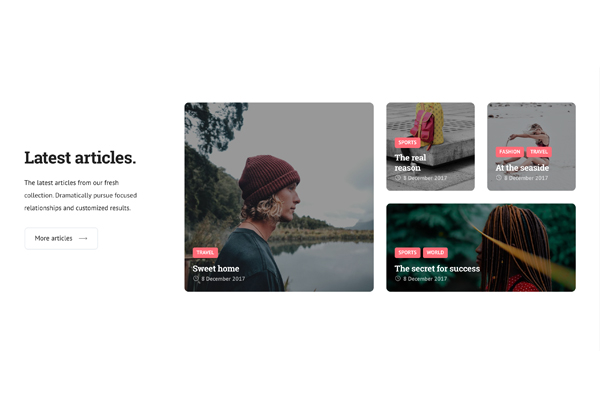 Latest articles.
The latest articles from our fresh
collection. Dramatically pursue focused
relationships and customized results.
More articles
TRAVEL
Sweet home
8 December 2017
SPORTS
The real
reason
8 December 2017
FASHION TRAVEL
At the seaside
8 December 2017
SPORTS WORLD
The secret for success
8 December 2017